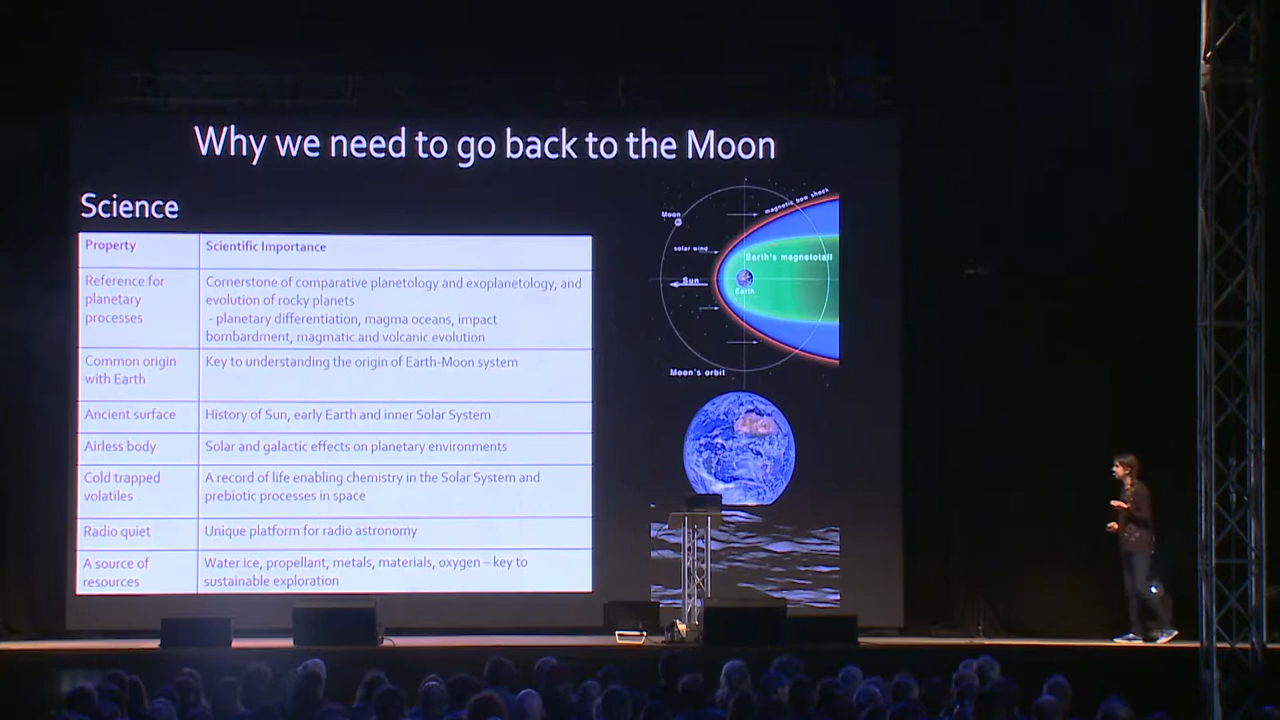 Why we need to go back to the Moon
Science
Property
Scientific Importance
Reference for
planetary
processes
Cornerstone of comparative planetology and exoplanetology, and
evolution of rocky planets
- planetary differentiation, magma oceans, impact
bombardment, magmatic and volcanic evolution
Common origin
with Earth
Key to understanding the origin of Earth-Moon system
Ancient surface
History of Sun, early Earth and inner Solar System
Airless body
Solar and galactic effects on planetary environments
Cold trapped
volatiles
A record of life enabling chemistry in the Solar System and
prebiotic processes in space
Radio quiet
Unique platform for radio astronomy
A source of
resources
Water ice, propellant, metals, materials, oxygen – key to
sustainable exploration
magnetic bow shock
Moon
solar wind
Earth's magnetotail
Sun
Earth
Moon's orbit